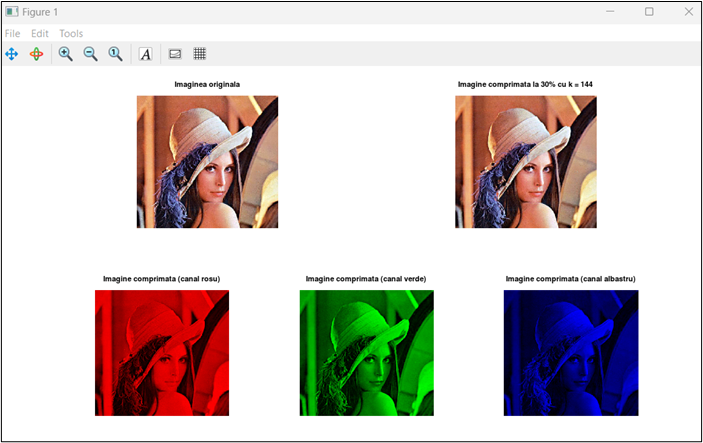 Figure 1
File Edit Tools
1 A
Imaginea originala
Imagine comprimata la 30% cu k = 144
Imagine comprimata (canal rosu)
Imagine comprimata (canal verde)
Imagine comprimata (canal albastru)